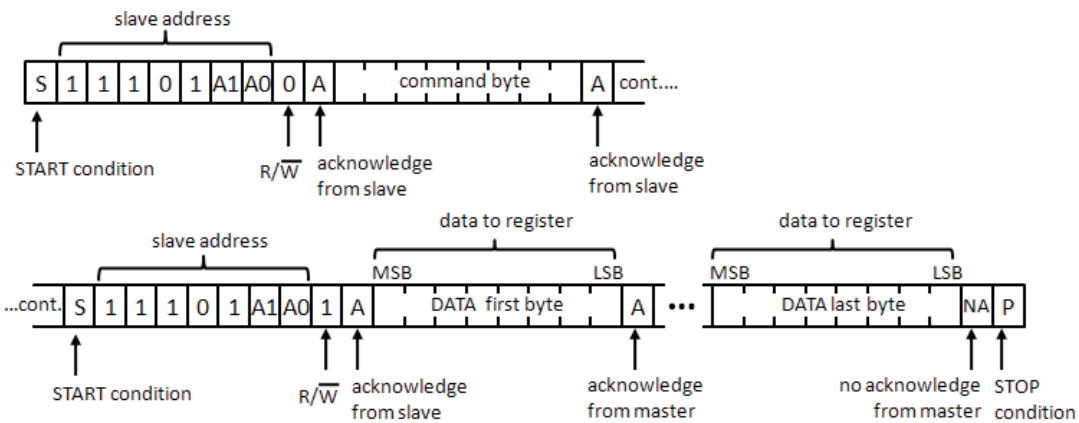 slave address
S 1 1 1 0 1 A1 A0 0 A command byte A cont....
START condition
R/W̅ acknowledge from slave
acknowledge from slave
data to register data to register
slave address
MSB LSB MSB LSB
...cont. S 1 1 1 0 1 A1 A0 1 A DATA first byte A ••• DATA last byte NA P
START condition
R/W̅ acknowledge from slave
acknowledge from master
no acknowledge from master
STOP condition